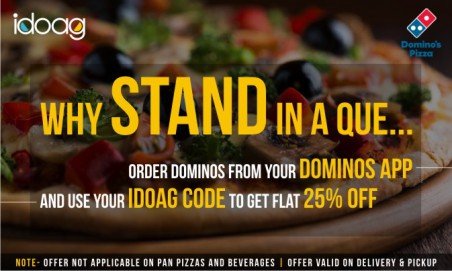 idoag
Domino's
Pizza
WHY STAND IN A QUE...
ORDER DOMINOS FROM YOUR DOMINOS APP
AND USE YOUR IDOAG CODE TO GET FLAT 25% OFF
NOTE- OFFER NOT APPLICABLE ON PAN PIZZAS AND BEVERAGES | OFFER VALID ON DELIVERY & PICKUP